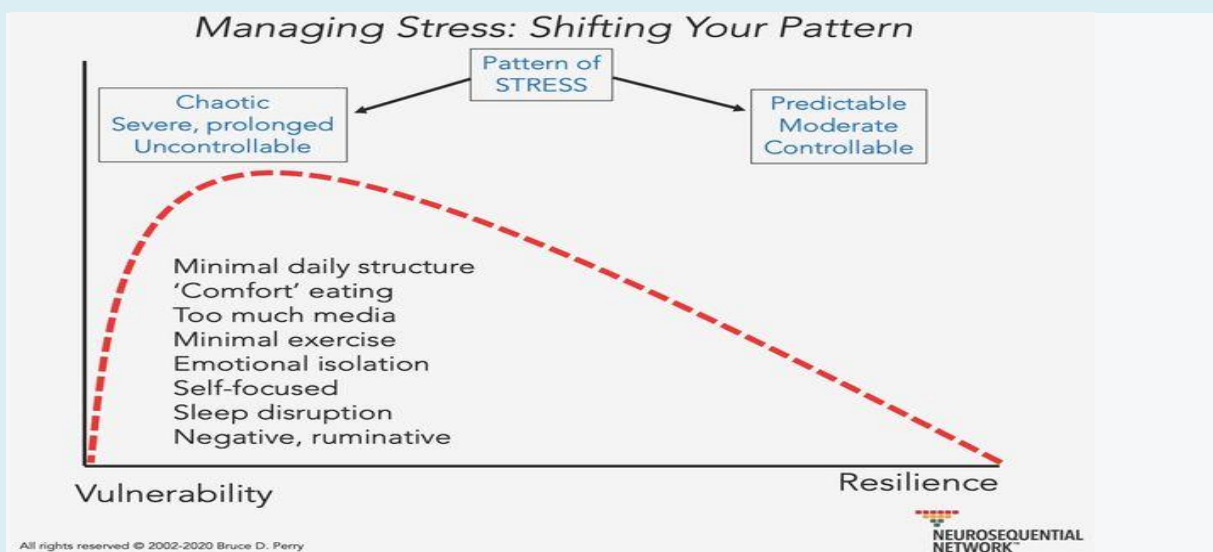 Managing Stress: Shifting Your Pattern
Pattern of
STRESS
Chaotic
Severe, prolonged
Uncontrollable
Predictable
Moderate
Controllable
Minimal daily structure
‘Comfort’ eating
Too much media
Minimal exercise
Emotional isolation
Self-focused
Sleep disruption
Negative, ruminative
Vulnerability
Resilience
All rights reserved © 2002-2020 Bruce D. Perry
NEUROSEQUENTIAL
NETWORK™